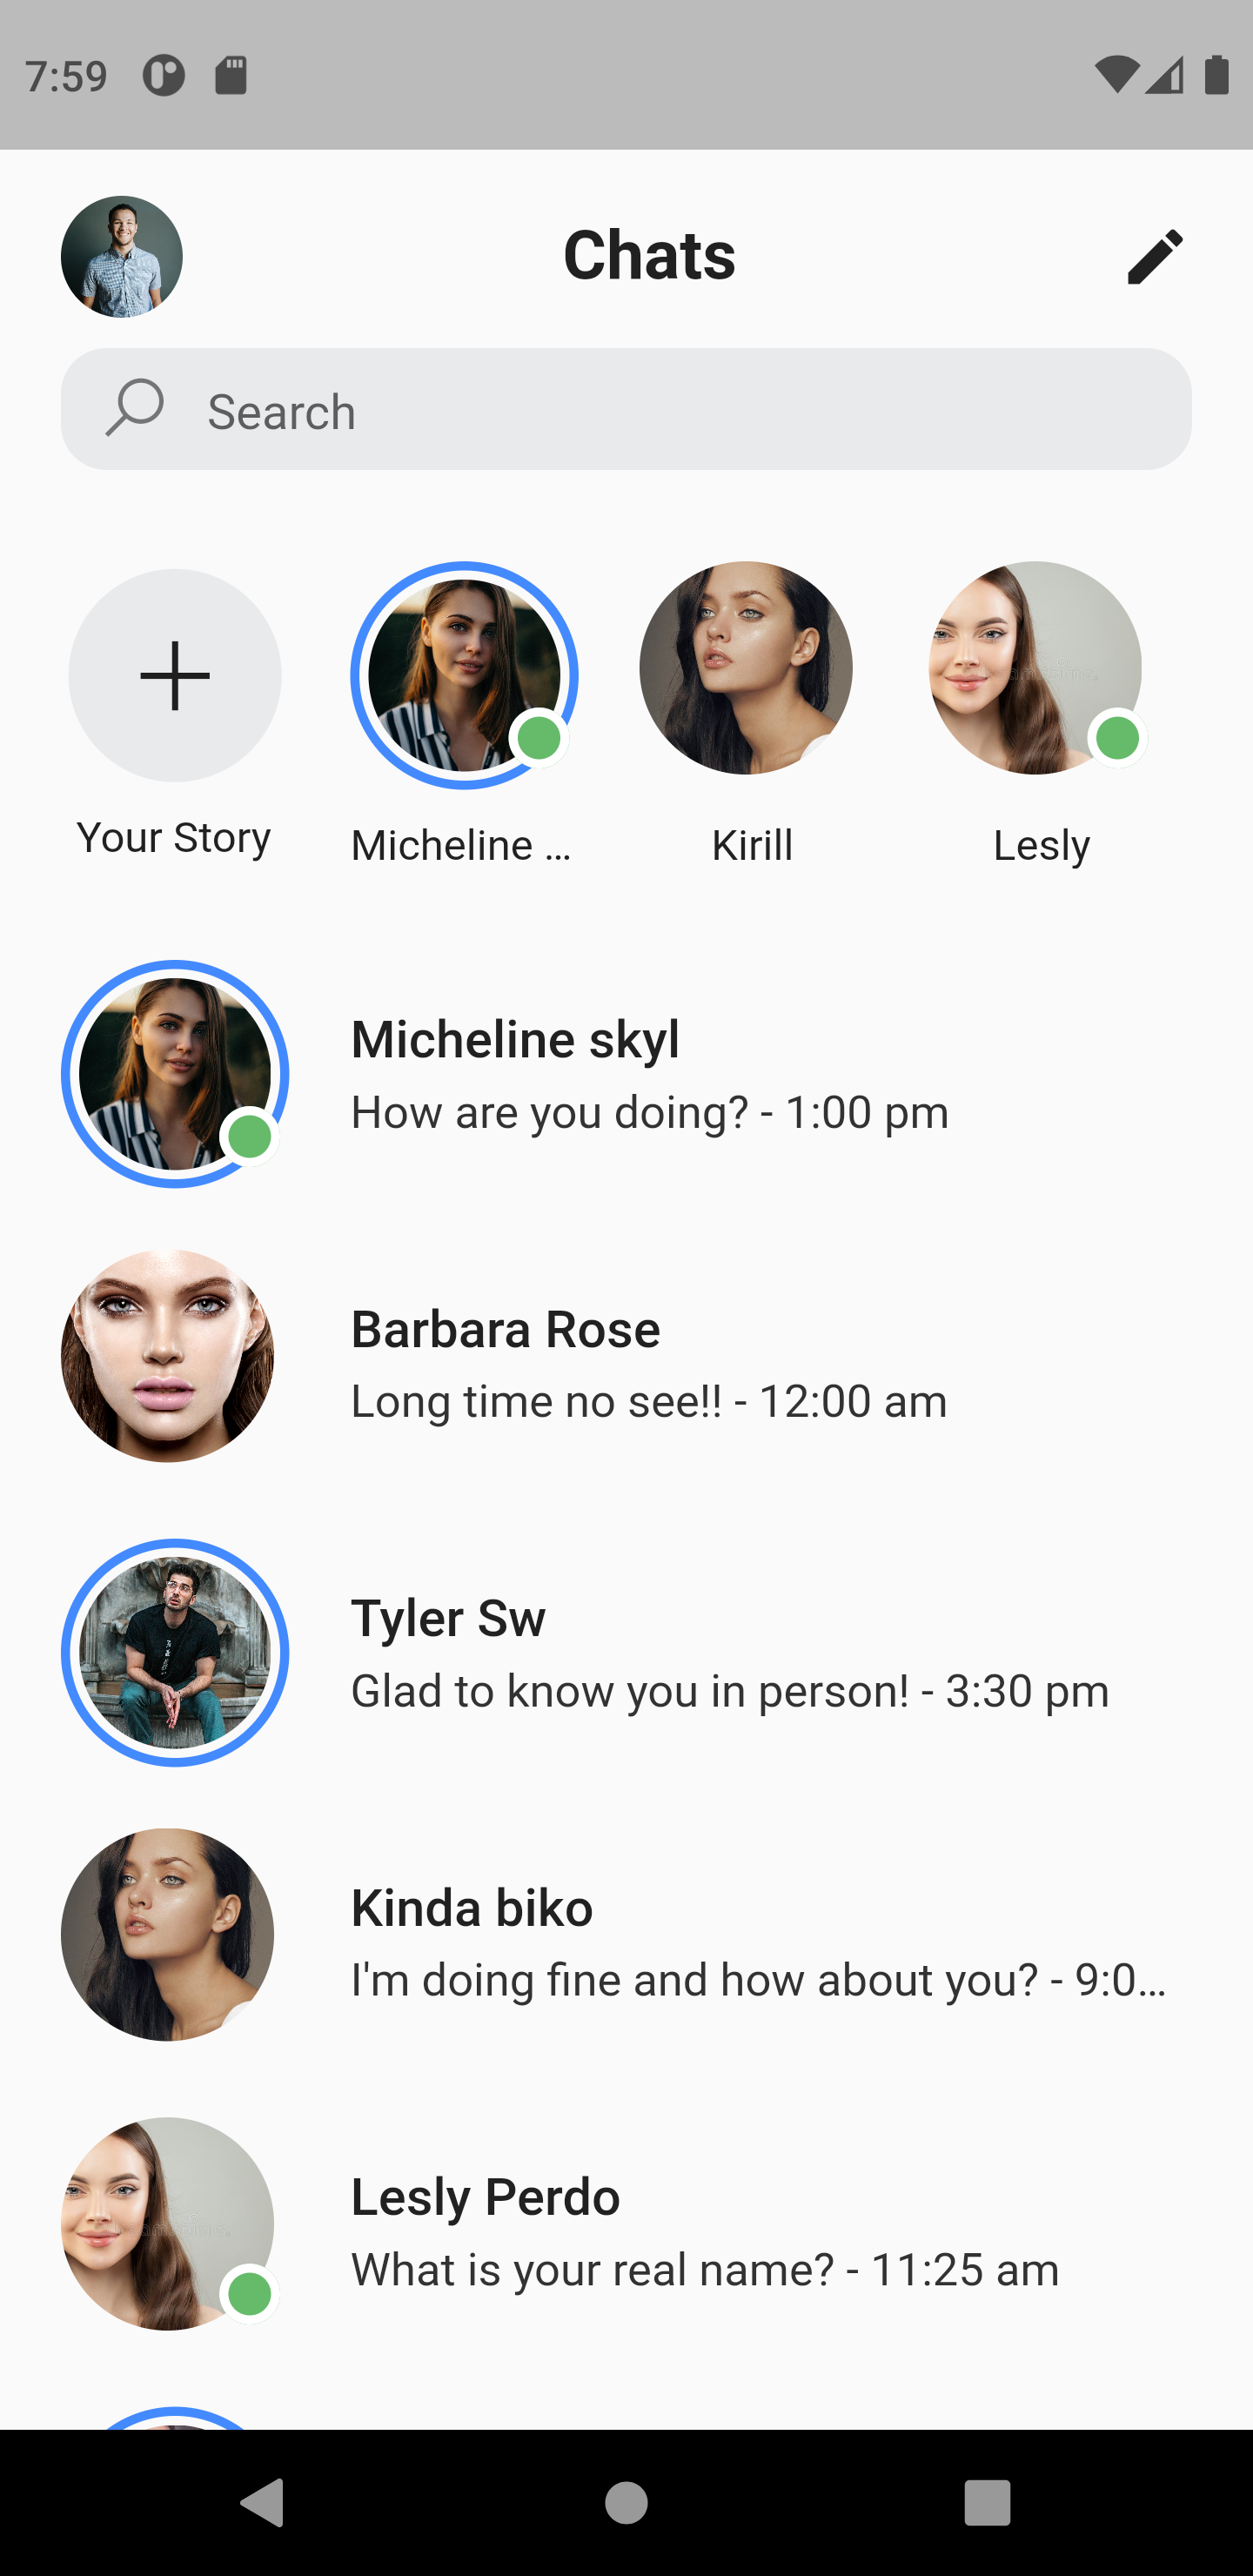 7:59
Chats
Search
Your Story
Micheline ...
Kirill
Lesly
Micheline skyl
How are you doing? - 1:00 pm
Barbara Rose
Long time no see!! - 12:00 am
Tyler Sw
Glad to know you in person! - 3:30 pm
Kinda biko
I'm doing fine and how about you? - 9:0...
Lesly Perdo
What is your real name? - 11:25 am